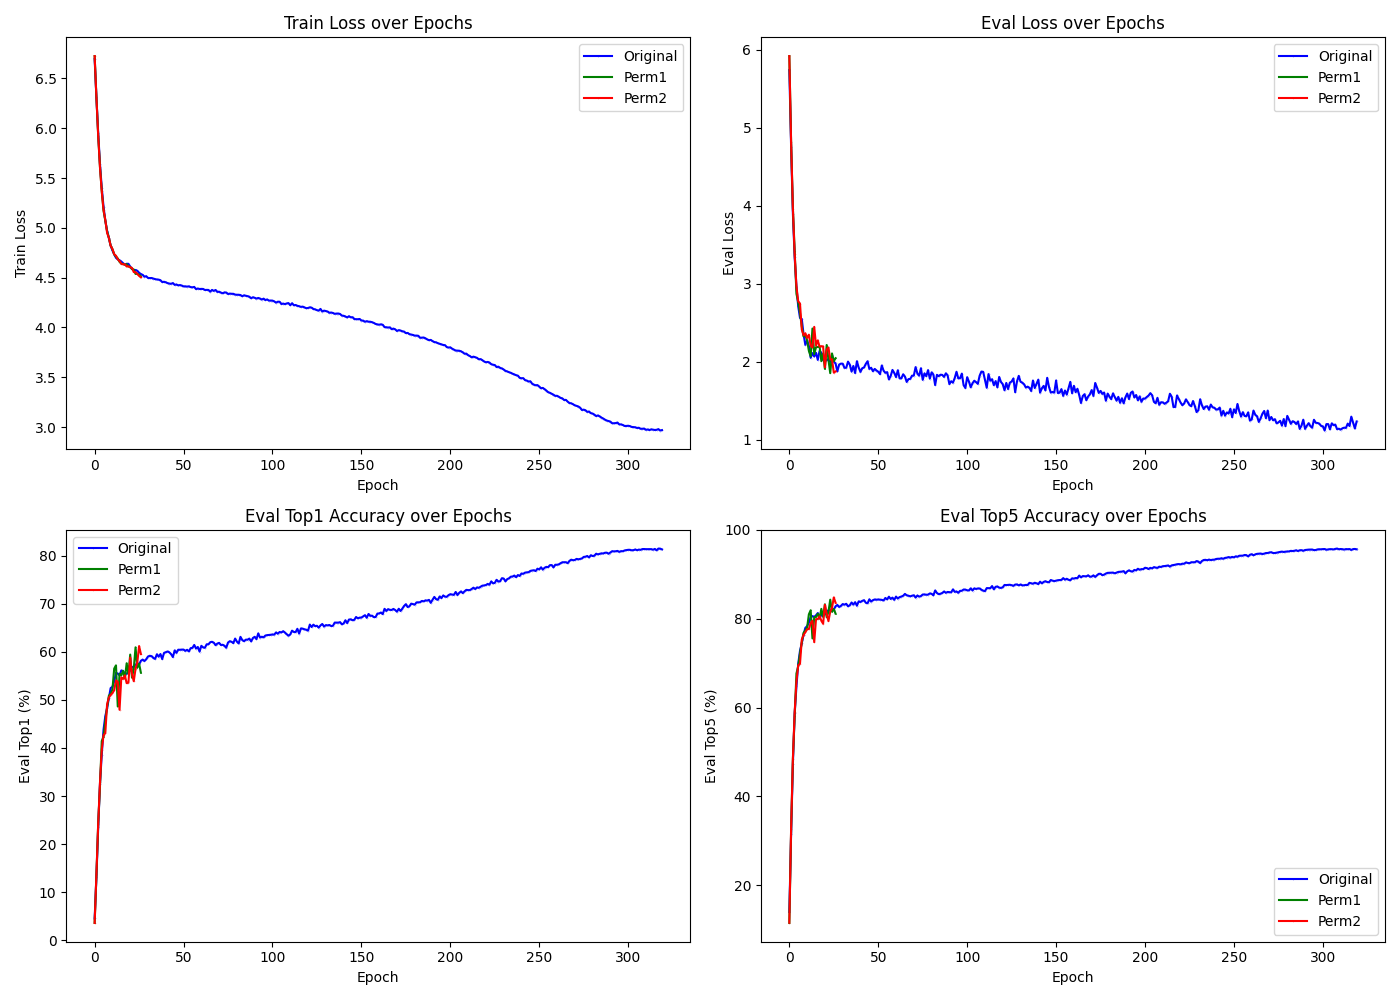 Train Loss over Epochs
Train Loss
6.5
6.0
5.5
5.0
4.5
4.0
3.5
3.0
0 50 100 150 200 250 300
Epoch
Original
Perm1
Perm2
Eval Loss over Epochs
Eval Loss
6
5
4
3
2
1
0 50 100 150 200 250 300
Epoch
Original
Perm1
Perm2
Eval Top1 Accuracy over Epochs
Eval Top1 (%)
80
70
60
50
40
30
20
10
0
0 50 100 150 200 250 300
Epoch
Original
Perm1
Perm2
Eval Top5 Accuracy over Epochs
Eval Top5 (%)
100
80
60
40
20
0 50 100 150 200 250 300
Epoch
Original
Perm1
Perm2